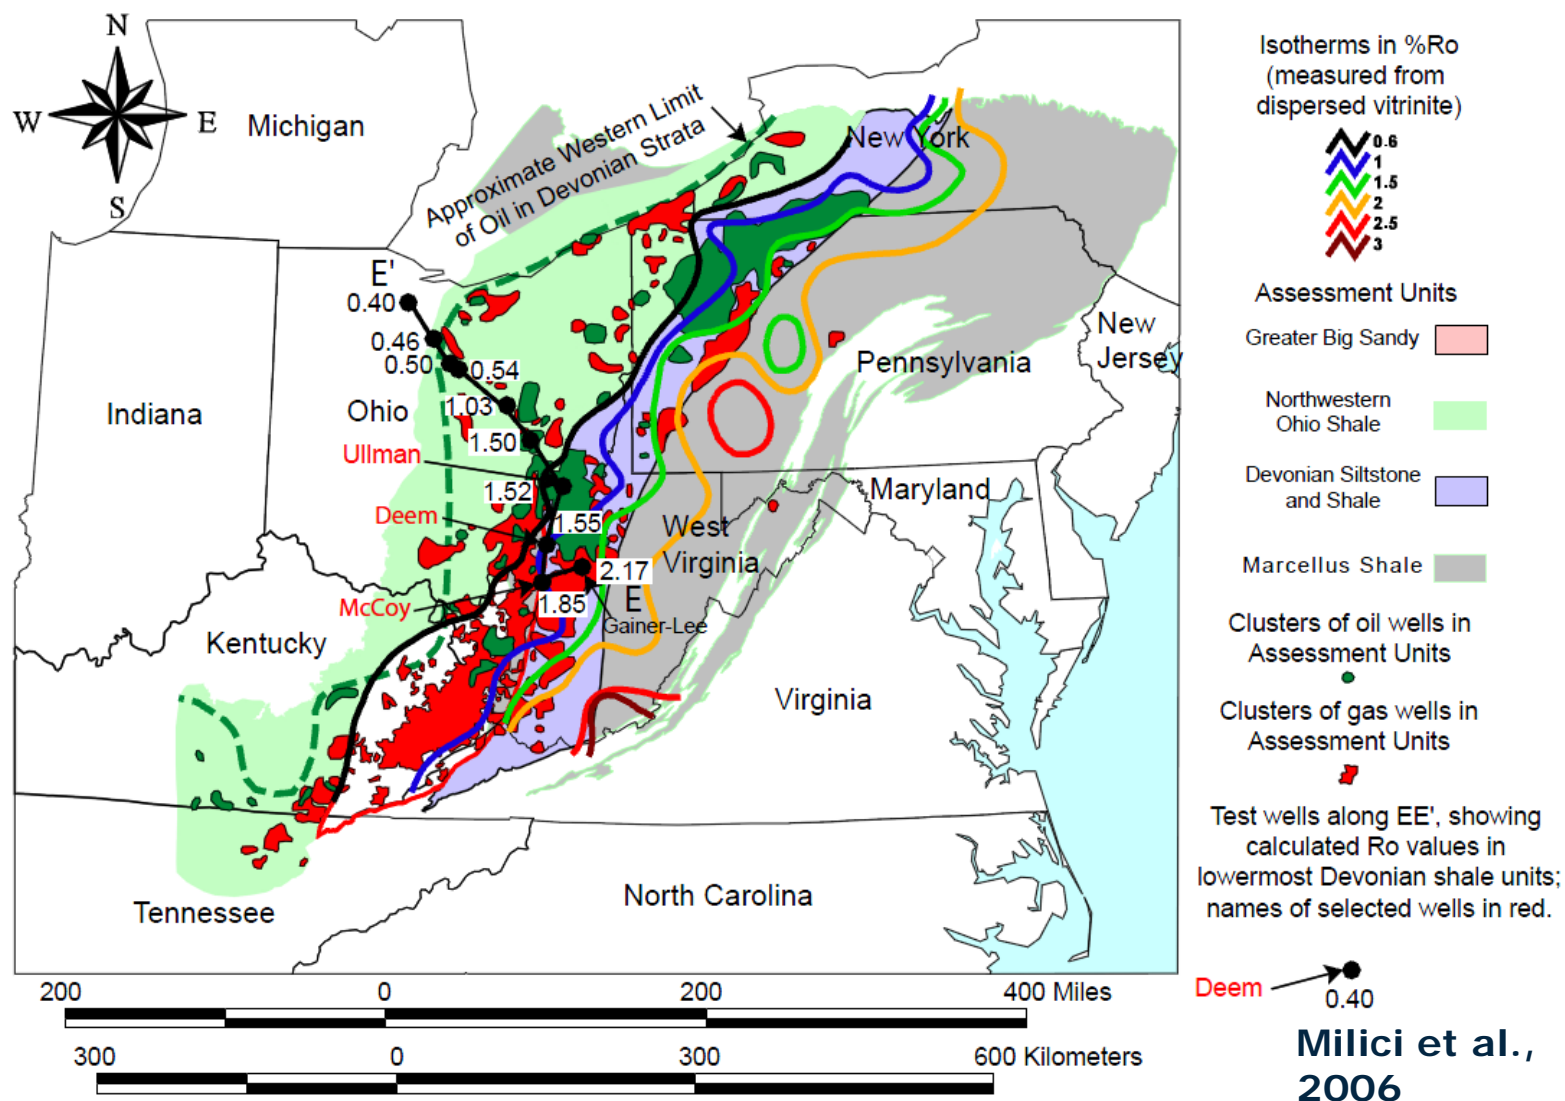 N
W
E
S
Michigan
Approximate Western Limit
of Oil in Devonian Strata
New York
E'
0.40
0.46
0.50
0.54
Indiana
Ohio
1.03
1.50
Ullman
1.52
Deem
1.55
McCoy
1.85
2.17
E
Gainer-Lee
Kentucky
West
Virginia
Pennsylvania
New
Jersey
Maryland
Virginia
Tennessee
North Carolina
200
0
200
400 Miles
300
0
300
600 Kilometers
Isotherms in %Ro
(measured from
dispersed vitrinite)
0.6
1
1.5
2
2.5
3
Assessment Units
Greater Big Sandy
Northwestern
Ohio Shale
Devonian Siltstone
and Shale
Marcellus Shale
Clusters of oil wells in
Assessment Units
Clusters of gas wells in
Assessment Units
Test wells along EE', showing
calculated Ro values in
lowermost Devonian shale units;
names of selected wells in red.
Deem
0.40
Milici et al.,
2006